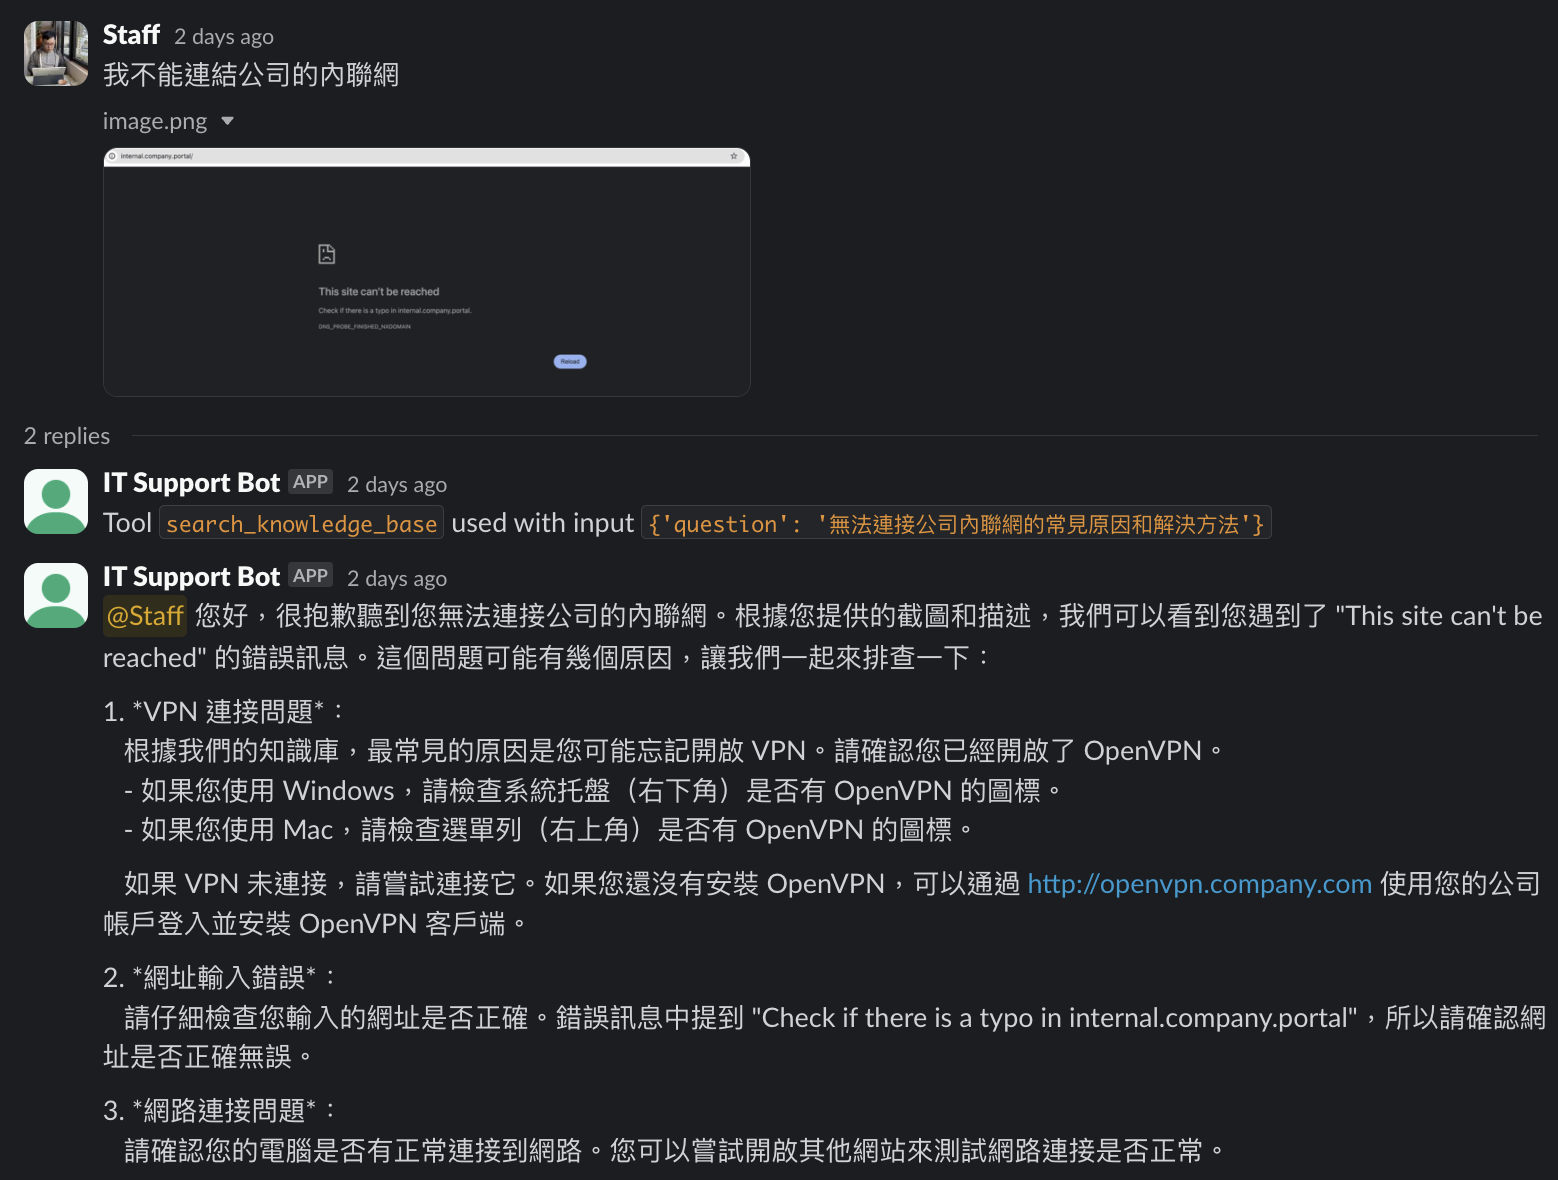 Staff 2 days ago
我不能連結公司的內聯網
image.png
internal.company.portal/
This site can't be reached
Check if there is a typo in internal.company.portal.
DNS_PROBE_FINISHED_NXDOMAIN
Reload
2 replies
IT Support Bot APP 2 days ago
Tool search_knowledge_base used with input {'question': '無法連接公司內聯網的常見原因和解決方法'}
IT Support Bot APP 2 days ago
@Staff 您好，很抱歉聽到您無法連接公司的內聯網。根據您提供的截圖和描述，我們可以看到您遇到了 "This site can't be
reached" 的錯誤訊息。這個問題可能有幾個原因，讓我們一起來排查一下：
1. *VPN 連接問題*：
根據我們的知識庫，最常見的原因是您可能忘記開啟 VPN。請確認您已經開啟了 OpenVPN。
- 如果您使用 Windows，請檢查系統托盤（右下角）是否有 OpenVPN 的圖標。
- 如果您使用 Mac，請檢查選單列（右上角）是否有 OpenVPN 的圖標。
如果 VPN 未連接，請嘗試連接它。如果您還沒有安裝 OpenVPN，可以通過 http://openvpn.company.com 使用您的公司
帳戶登入並安裝 OpenVPN 客戶端。
2. *網址輸入錯誤*：
請仔細檢查您輸入的網址是否正確。錯誤訊息中提到 "Check if there is a typo in internal.company.portal"，所以請確認網
址是否正確無誤。
3. *網路連接問題*：
請確認您的電腦是否有正常連接到網路。您可以嘗試開啟其他網站來測試網路連接是否正常。